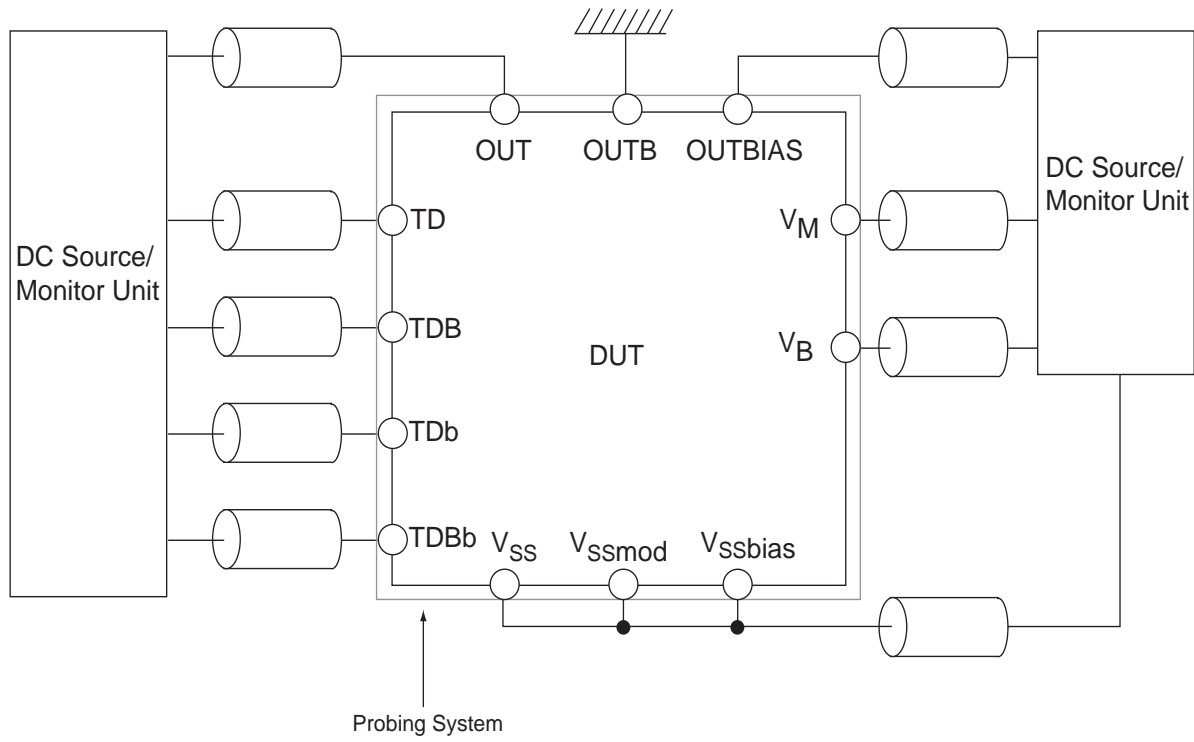 OUT OUTB OUTBIAS
DC Source/
Monitor Unit
TD
TDB
TDb
TDBb
DUT
VM
VB
DC Source/
Monitor Unit
VSS VSSmod VSSbias
Probing System